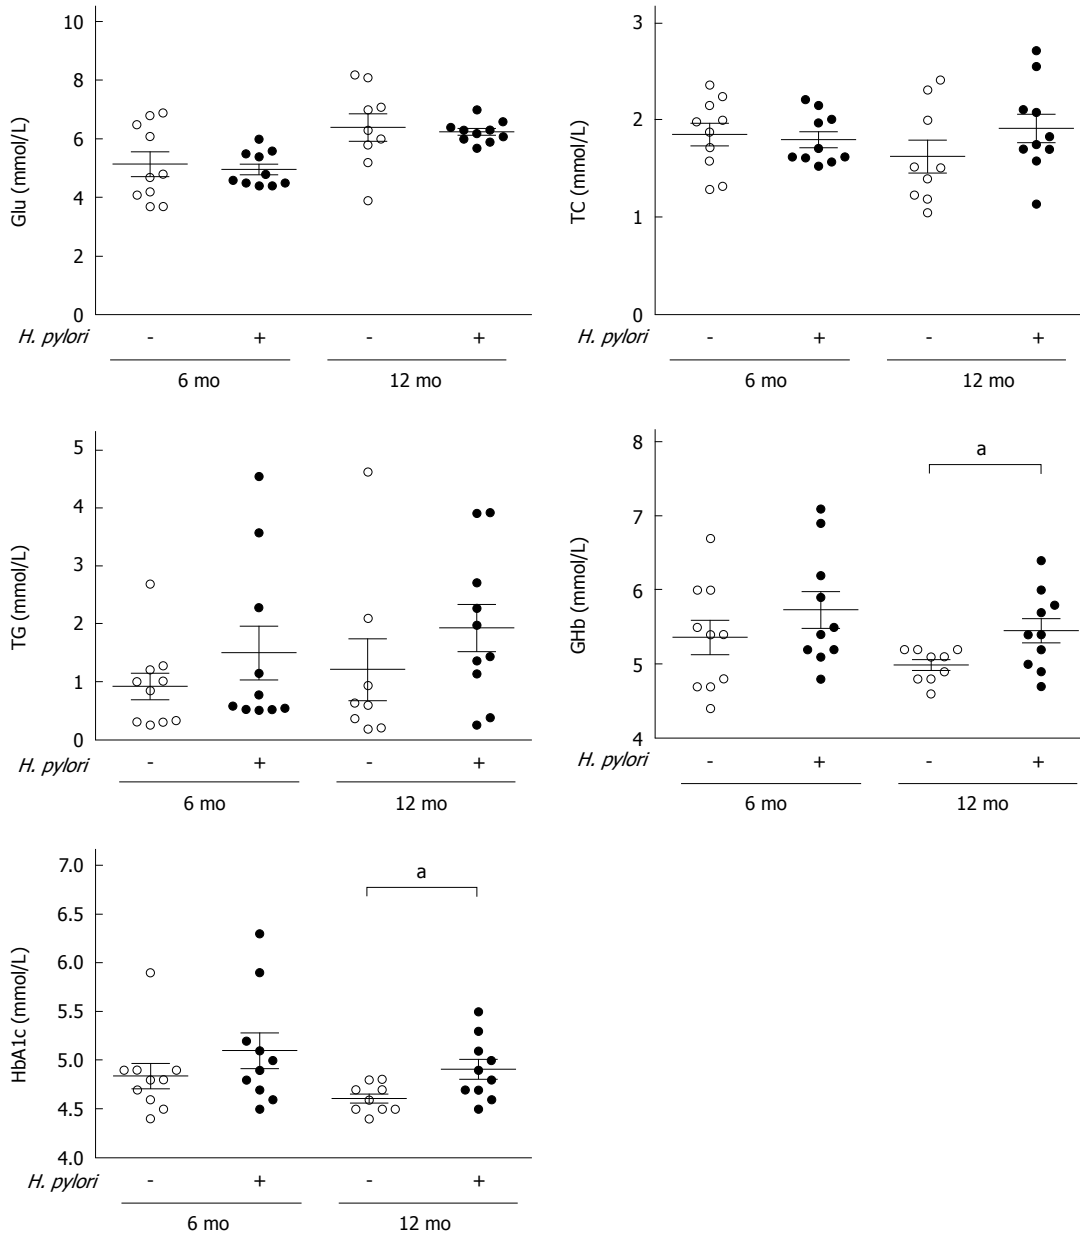 Glu (mmol/L)
10
8
6
4
2
0
H. pylori - + - +
6 mo 12 mo
TC (mmol/L)
3
2
1
0
H. pylori - + - +
6 mo 12 mo
TG (mmol/L)
5
4
3
2
1
0
H. pylori - + - +
6 mo 12 mo
GHb (mmol/L)
8
a
7
6
5
4
H. pylori - + - +
6 mo 12 mo
HbA1c (mmol/L)
7.0
a
6.5
6.0
5.5
5.0
4.5
4.0
H. pylori - + - +
6 mo 12 mo